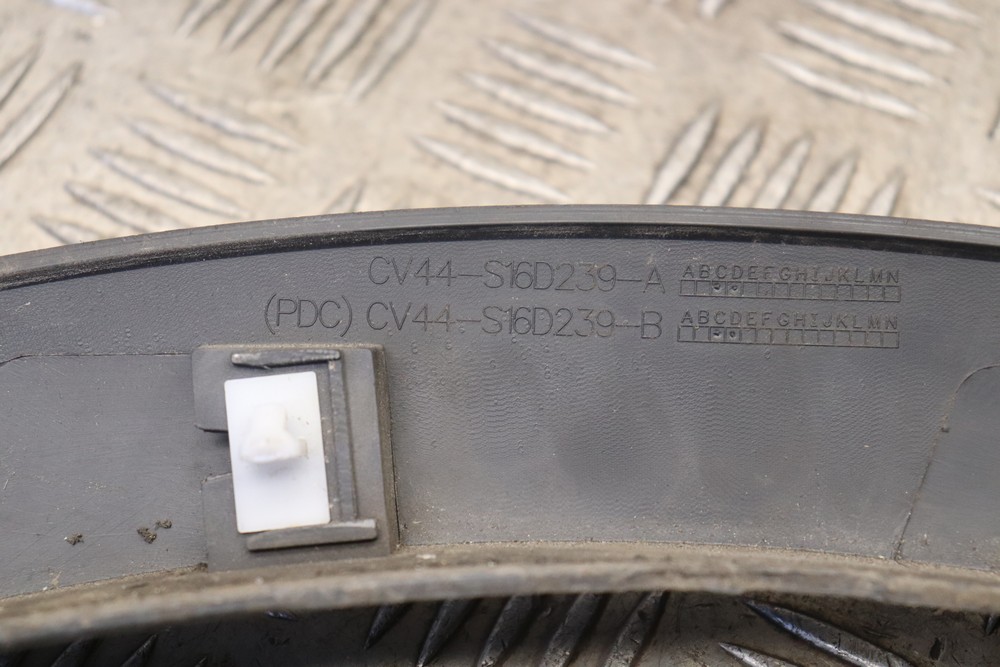 CV44-S16D239-A ABCDEFGHIJKLMN
(PDC) CV44-S16D239-B ABCDEFGHIJKLMN